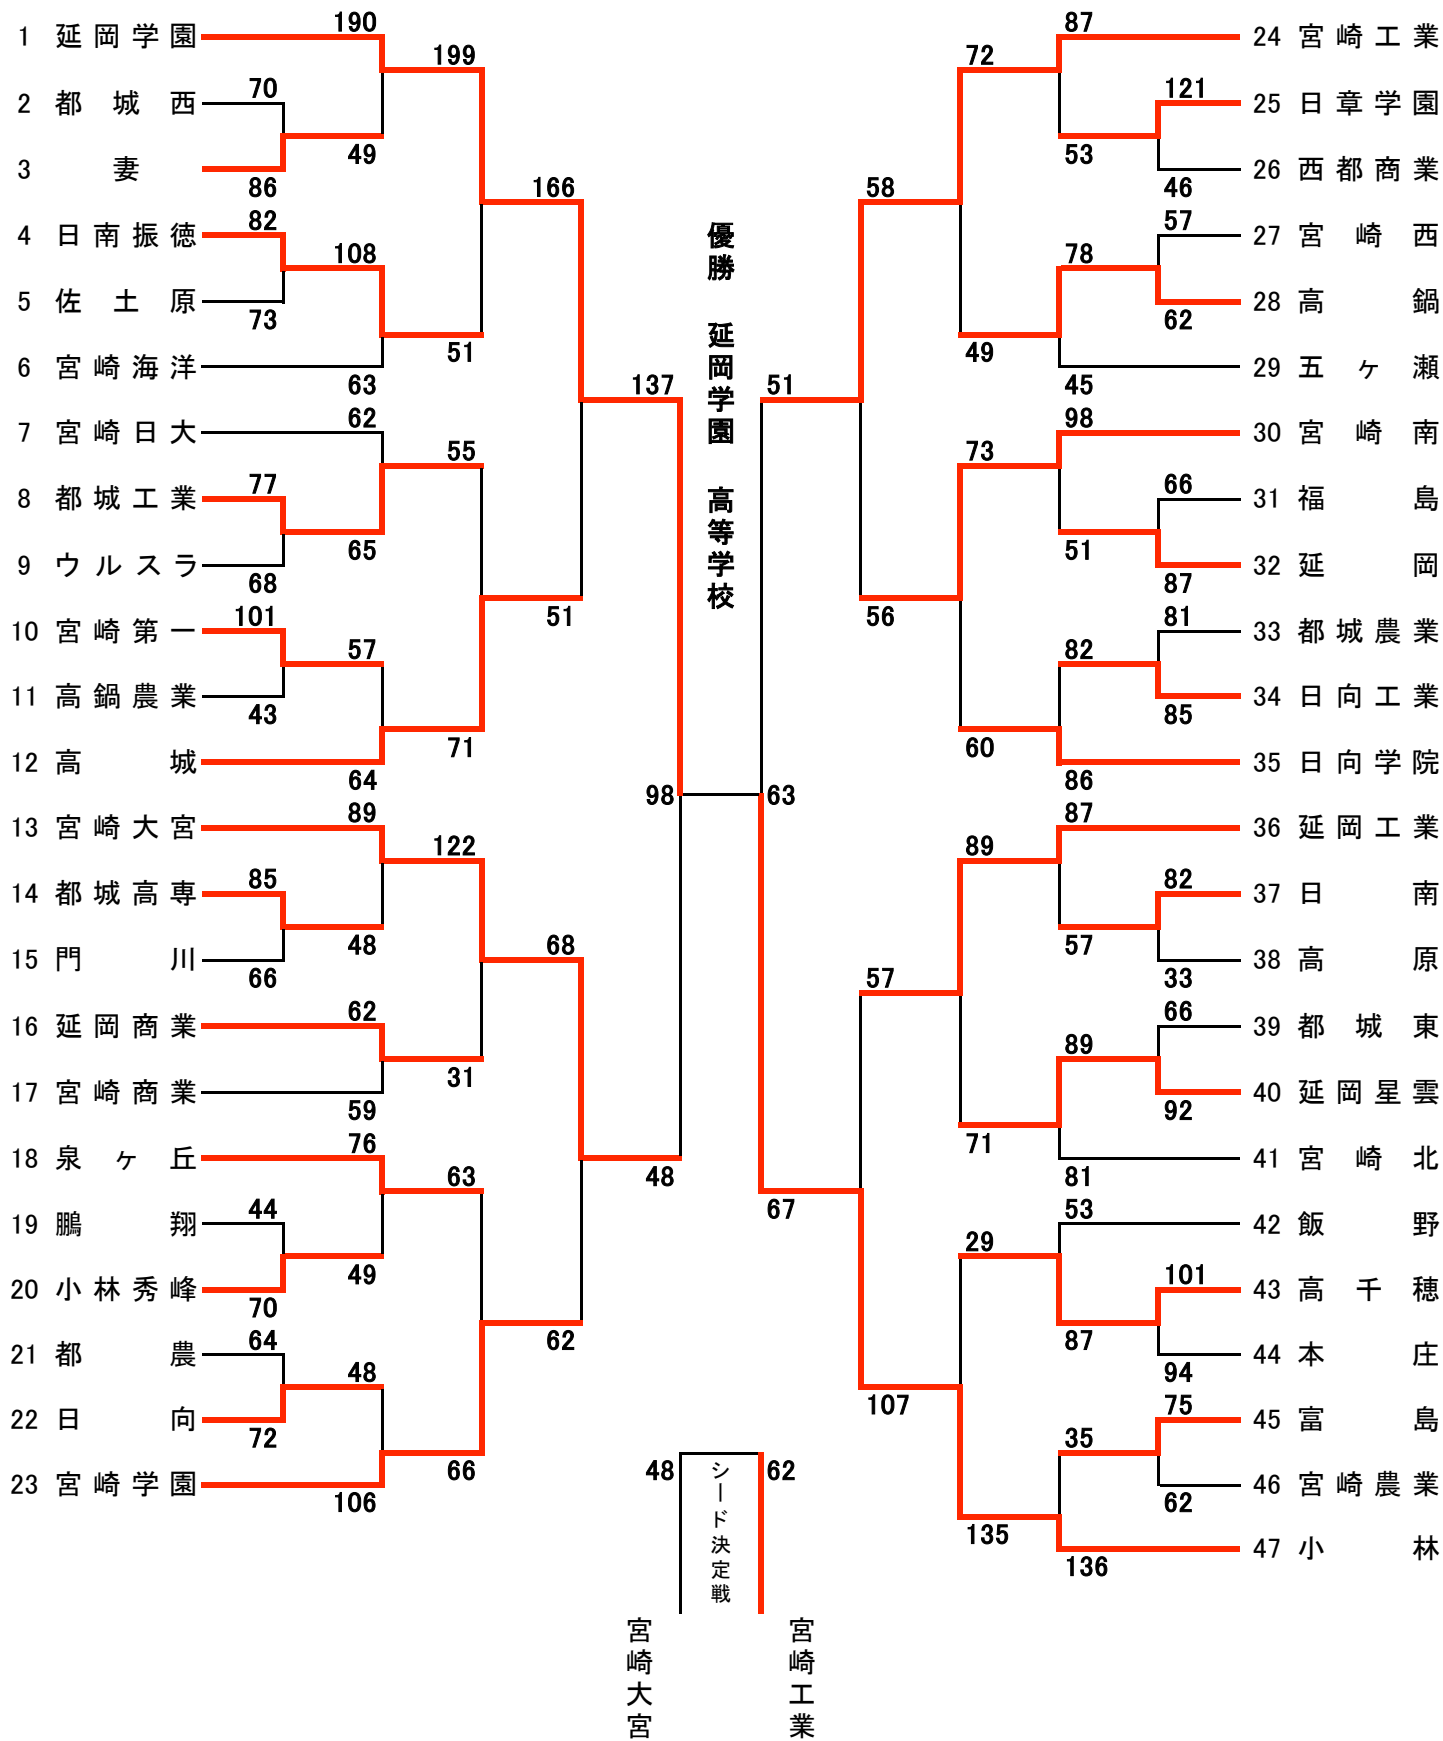 1 延岡学園
2 都城西
3 妻
4 日南振徳
5 佐土原
6 宮崎海洋
7 宮崎日大
8 都城工業
9 ウルスラ
10 宮崎第一
11 高鍋農業
12 高城
13 宮崎大宮
14 都城高専
15 門川
16 延岡商業
17 宮崎商業
18 泉ヶ丘
19 鵬翔
20 小林秀峰
21 都農
22 日向
23 宮崎学園
190
70
49
86
82
108
73
63
62
77
65
68
101
57
43
64
89
85
48
66
62
59
76
44
49
70
64
48
72
106
199
51
55
71
122
31
63
66
166
51
68
62
137
48
98
優勝 延岡学園 高等学校
63
51
67
58
56
57
107
72
49
73
60
89
71
29
135
87
121
53
46
57
78
62
45
98
66
51
87
81
82
85
86
87
82
57
33
66
89
92
81
53
101
87
94
75
35
62
136
24 宮崎工業
25 日章学園
26 西都商業
27 宮崎西
28 高鍋
29 五ヶ瀬
30 宮崎南
31 福島
32 延岡
33 都城農業
34 日向工業
35 日向学院
36 延岡工業
37 日南
38 高原
39 都城東
40 延岡星雲
41 宮崎北
42 飯野
43 高千穂
44 本庄
45 富島
46 宮崎農業
47 小林
48
シード決定戦
62
宮崎大宮
宮崎工業